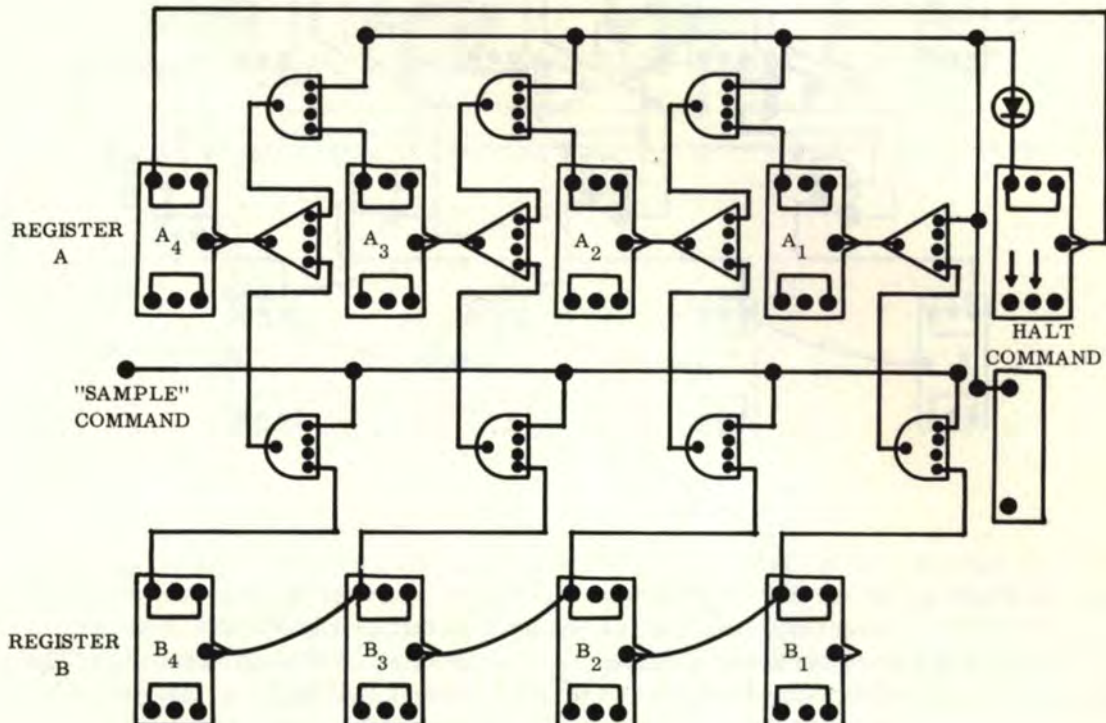 REGISTER
A
A4
A3
A2
A1
HALT
COMMAND
"SAMPLE"
COMMAND
REGISTER
B
B4
B3
B2
B1